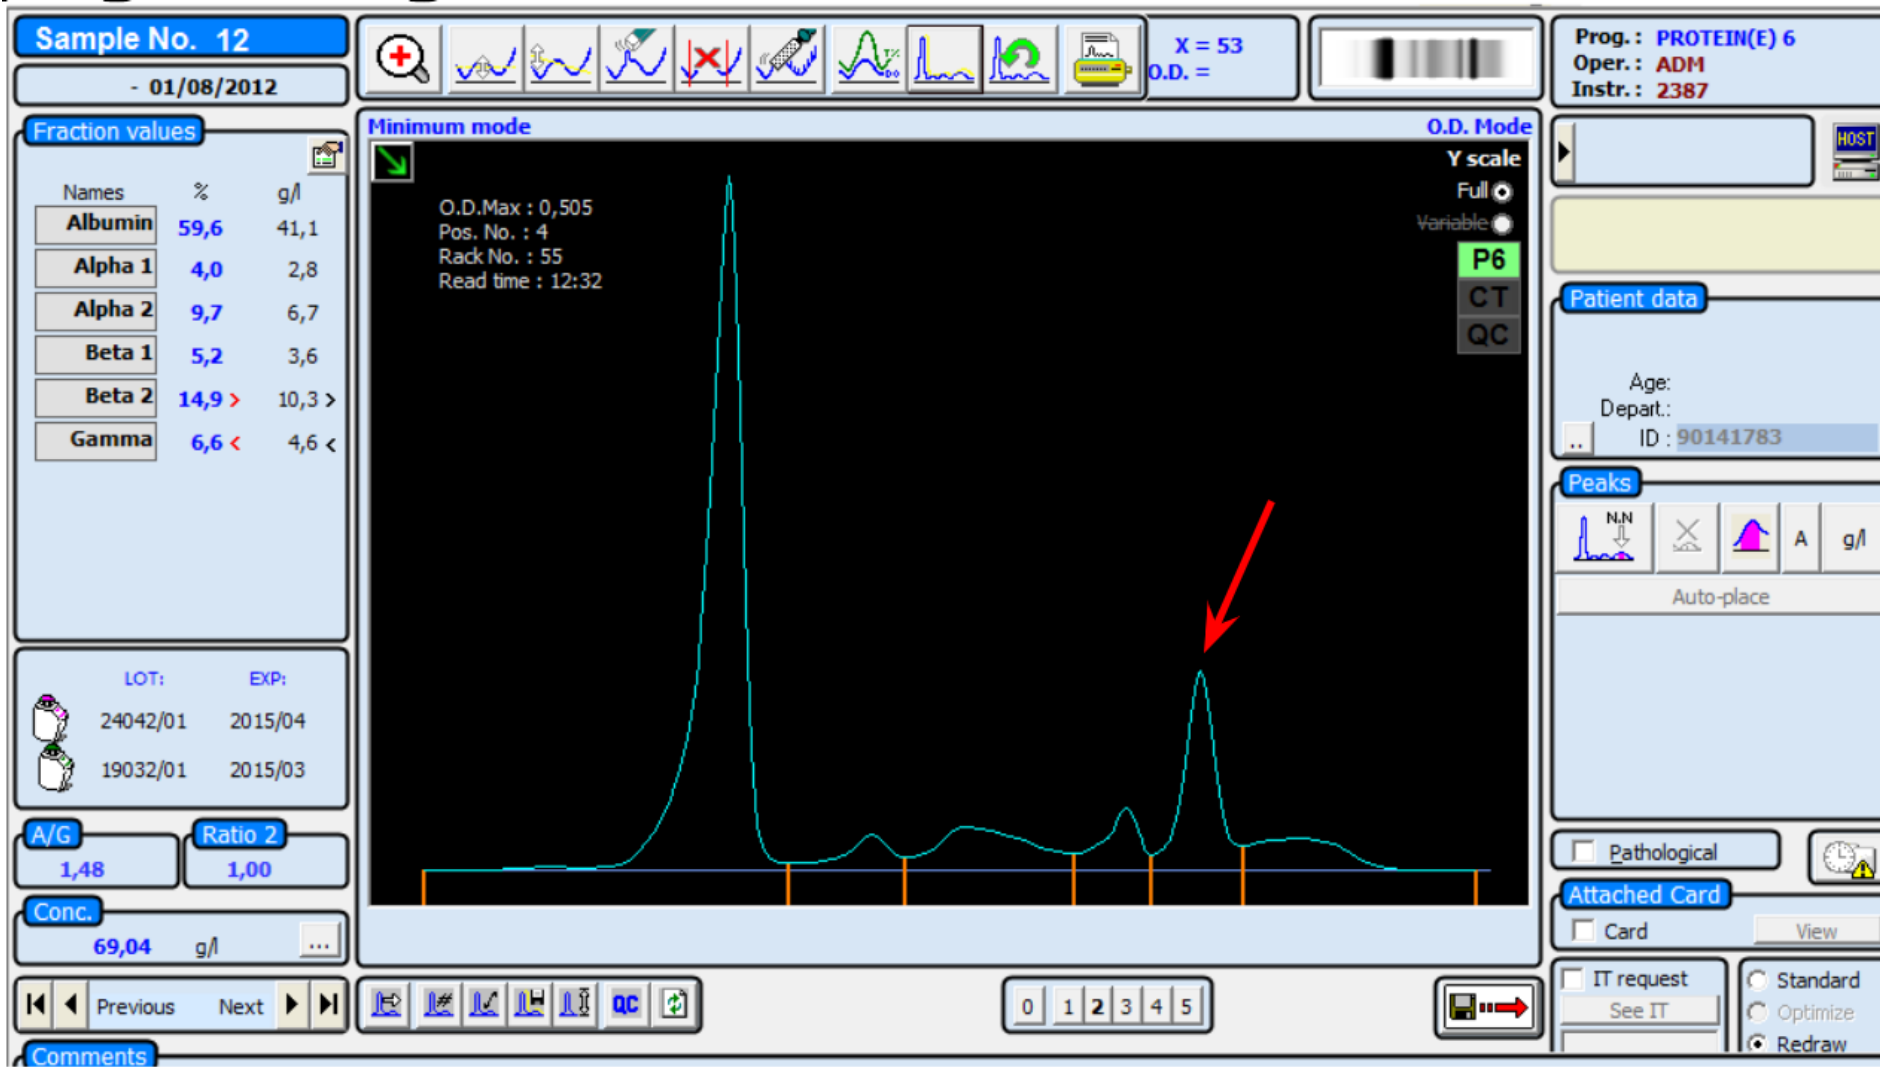 Sample No. 12
- 01/08/2012
X = 53
O.D. =
Prog.: PROTEIN(E) 6
Oper.: ADM
Instr.: 2387
Fraction values
Names % g/l
Albumin 59,6 41,1
Alpha 1 4,0 2,8
Alpha 2 9,7 6,7
Beta 1 5,2 3,6
Beta 2 14,9 > 10,3 >
Gamma 6,6 < 4,6 <
LOT: EXP:
24042/01 2015/04
19032/01 2015/03
A/G
1,48
Ratio 2
1,00
Conc.
69,04 g/l ...
Previous Next
Comments
Minimum mode
O.D. Mode
O.D.Max : 0,505
Pos. No. : 4
Rack No. : 55
Read time : 12:32
Y scale
Full
Variable
P6
CT
QC
QC
0 1 2 3 4 5
HOST
Patient data
Age:
Depart.:
.. ID : 90141783
Peaks
N.N
A
g/l
Auto-place
Pathological
Attached Card
Card
View
IT request
See IT
Standard
Optimize
Redraw